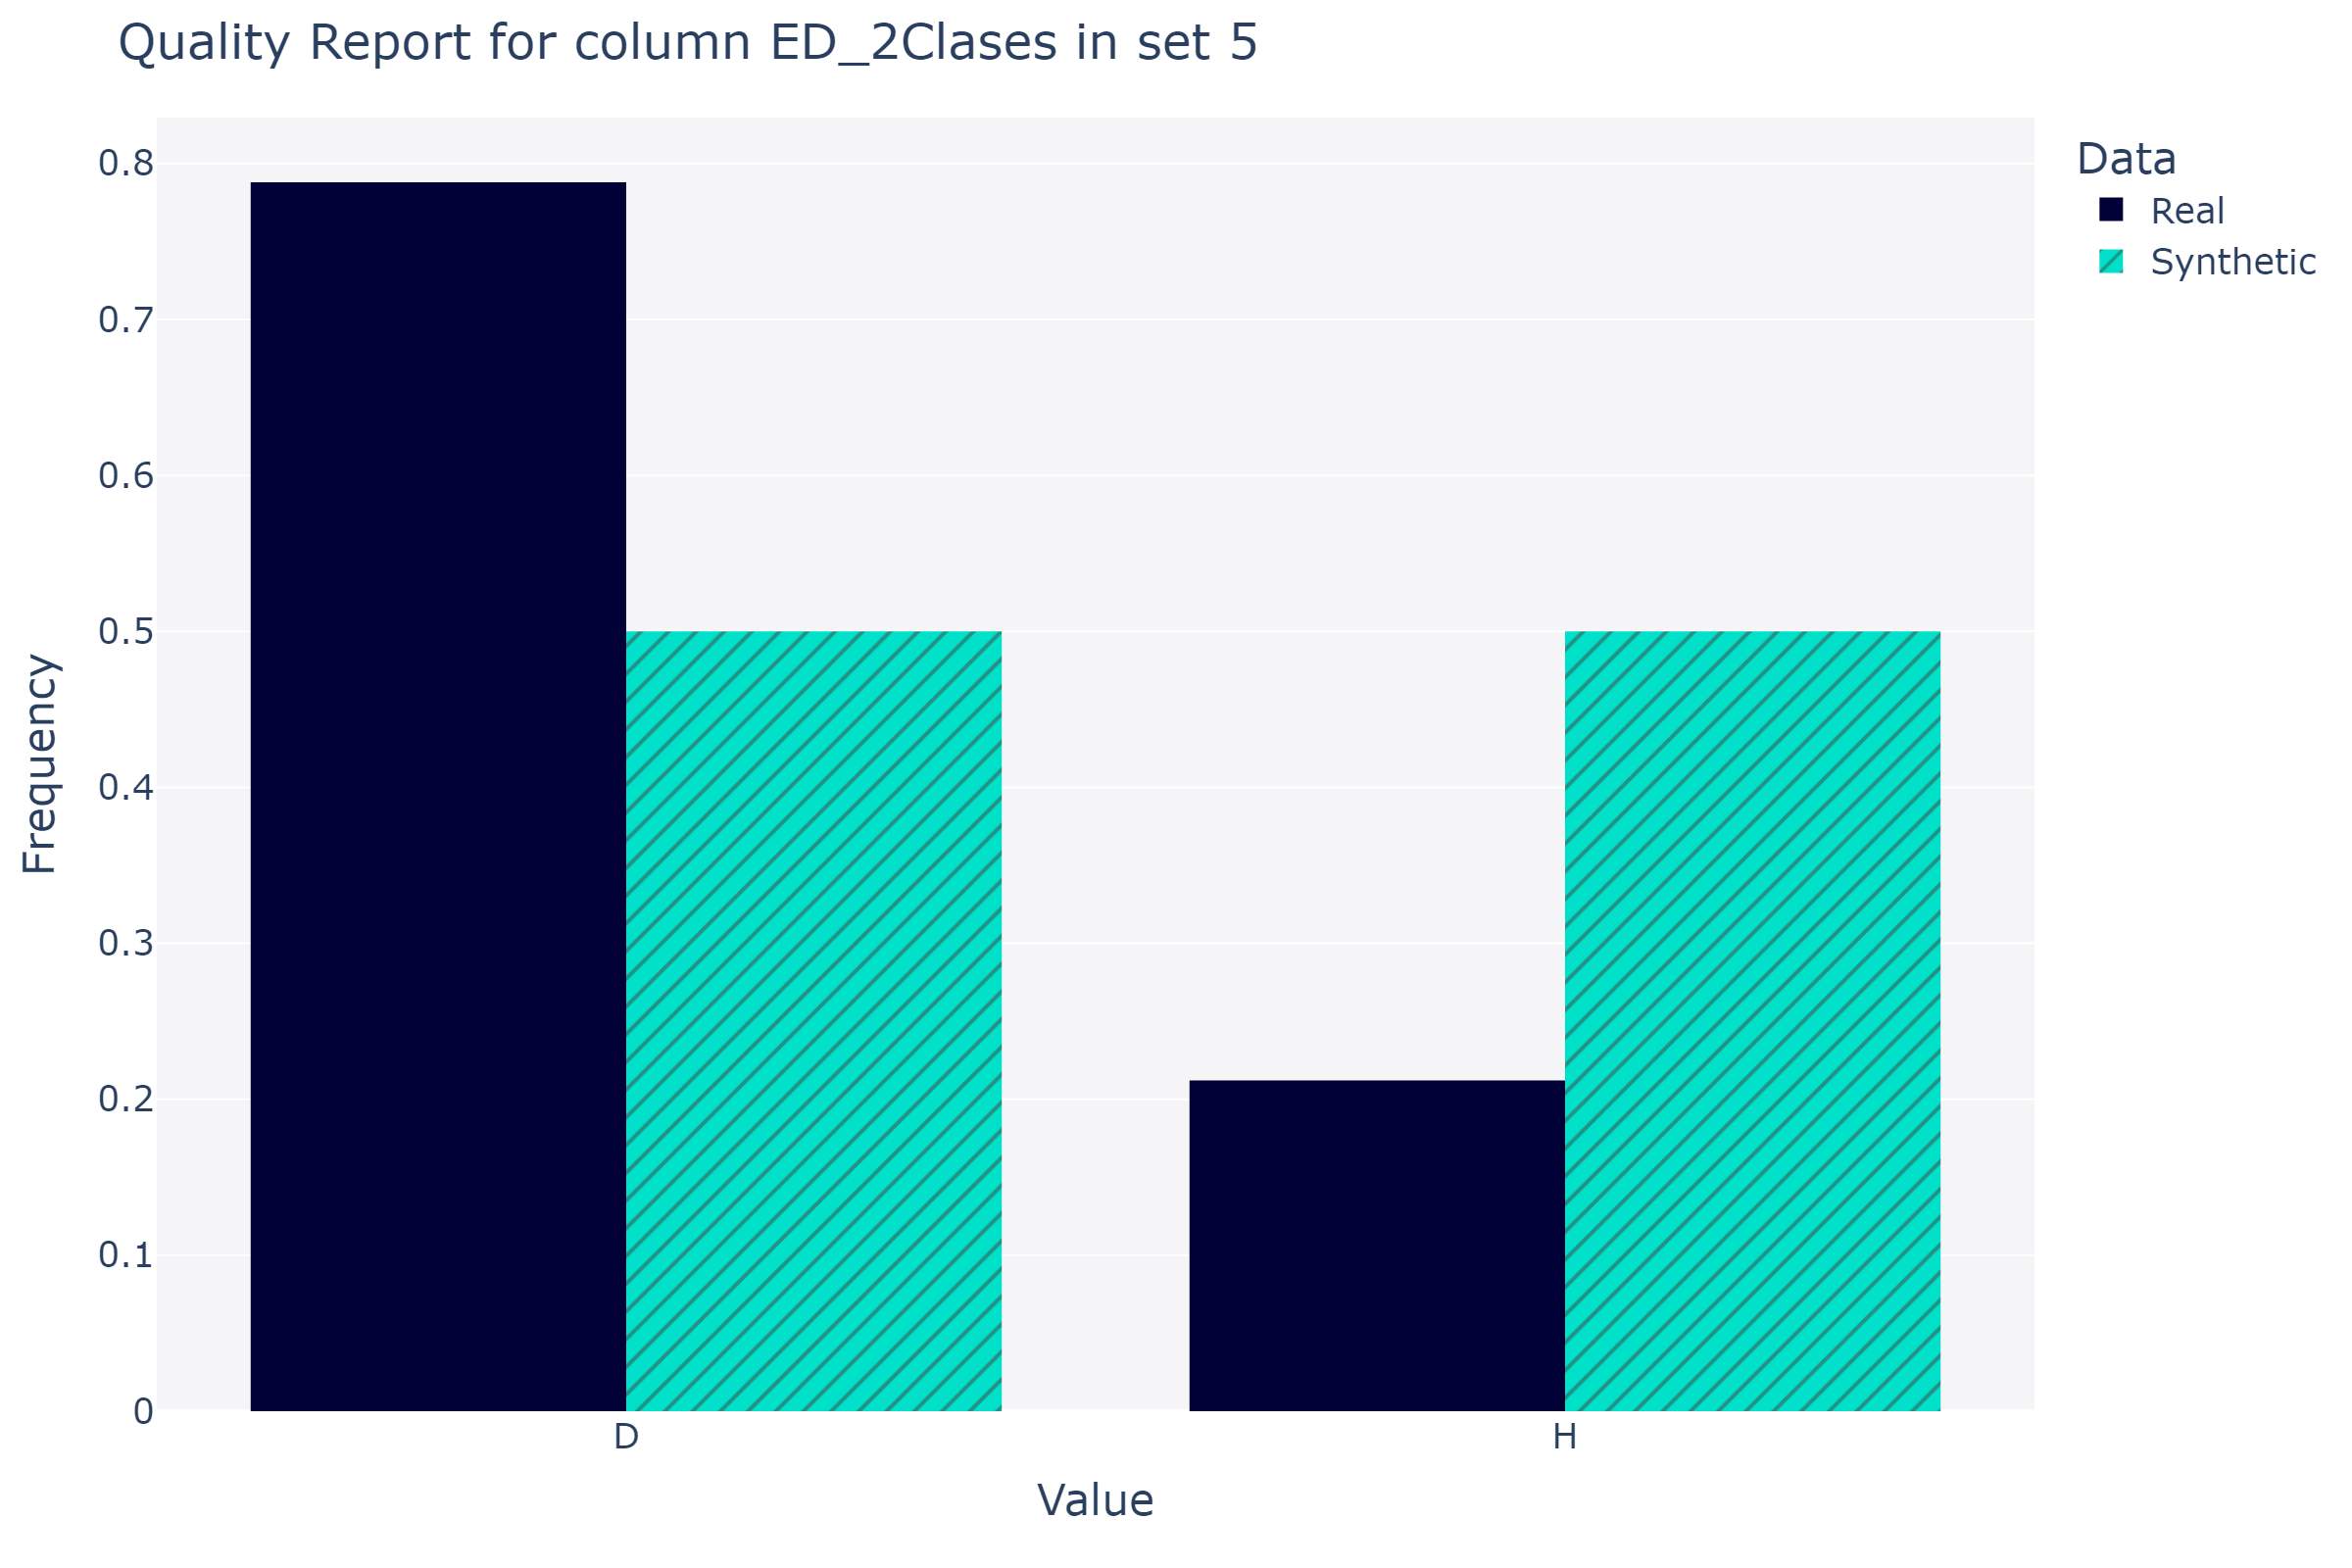 Quality Report for column ED_2Clases in set 5
Data
Real
Synthetic
Frequency
0.8
0.7
0.6
0.5
0.4
0.3
0.2
0.1
0
D
H
Value